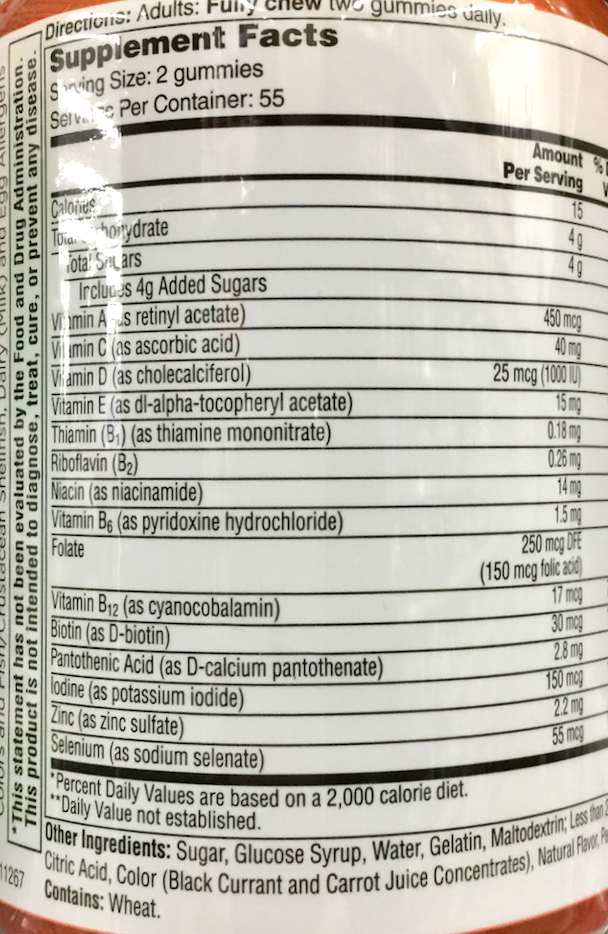 Directions: Adults: Fully chew two gummies daily.
Supplement Facts
Serving Size: 2 gummies
Per Container: 55
Amount
Per Serving
%
Calories 15
Total Carbohydrate 4 g
Total Sugars 4 g
Includes 4g Added Sugars
Vitamin A (as retinyl acetate) 450 mcg
Vitamin C (as ascorbic acid) 40 mg
Vitamin D (as cholecalciferol) 25 mcg (1000 IU)
Vitamin E (as dl-alpha-tocopheryl acetate) 15 mg
Thiamin (B₁) (as thiamine mononitrate) 0.18 mg
Riboflavin (B₂) 0.26 mg
Niacin (as niacinamide) 14 mg
Vitamin B₆ (as pyridoxine hydrochloride) 1.5 mg
Folate 250 mcg DFE
(150 mcg folic acid)
Vitamin B₁₂ (as cyanocobalamin) 17 mcg
Biotin (as D-biotin) 30 mcg
Pantothenic Acid (as D-calcium pantothenate) 2.8 mg
Iodine (as potassium iodide) 150 mcg
Zinc (as zinc sulfate) 2.2 mg
Selenium (as sodium selenate) 55 mcg
*Percent Daily Values are based on a 2,000 calorie diet.
**Daily Value not established.
Other Ingredients: Sugar, Glucose Syrup, Water, Gelatin, Maltodextrin; Less than
Citric Acid, Color (Black Currant and Carrot Juice Concentrates), Natural Flavor,
Contains: Wheat.
*This statement has not been evaluated by the Food and Drug Administration.
This product is not intended to diagnose, treat, cure, or prevent any disease.
Colors and Fish/Crustacean Shellfish, Dairy (Milk) and Egg Allergens
11267